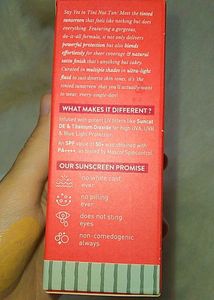 Say Yes to Tint Not Tan! Meet the tinted
sunscreen that feels like nothing but does
everything. Featuring a gorgeous,
do-it-all formula, it not only delivers
powerful protection but also blends
effortlessly for sheer coverage & natural
satin finish that's anything but cakey.
Curated in multiple shades in ultra-light
fluid to suit diverse skin tones, it's the
tinted sunscreen that you'll actually want
to wear, every-single-day!
WHAT MAKES IT DIFFERENT?
Infused with potent UV filters like Suncat
DE & Titanium Dioxide for high UVA, UVB
& Blue Light Protection
An SPF value of 50+ was obtained with
PA++++, as tested by
OUR SUNSCREEN PROMISE
no white cast
ever
no pilling
ever
does not sting
eyes
non-comedogenic
always